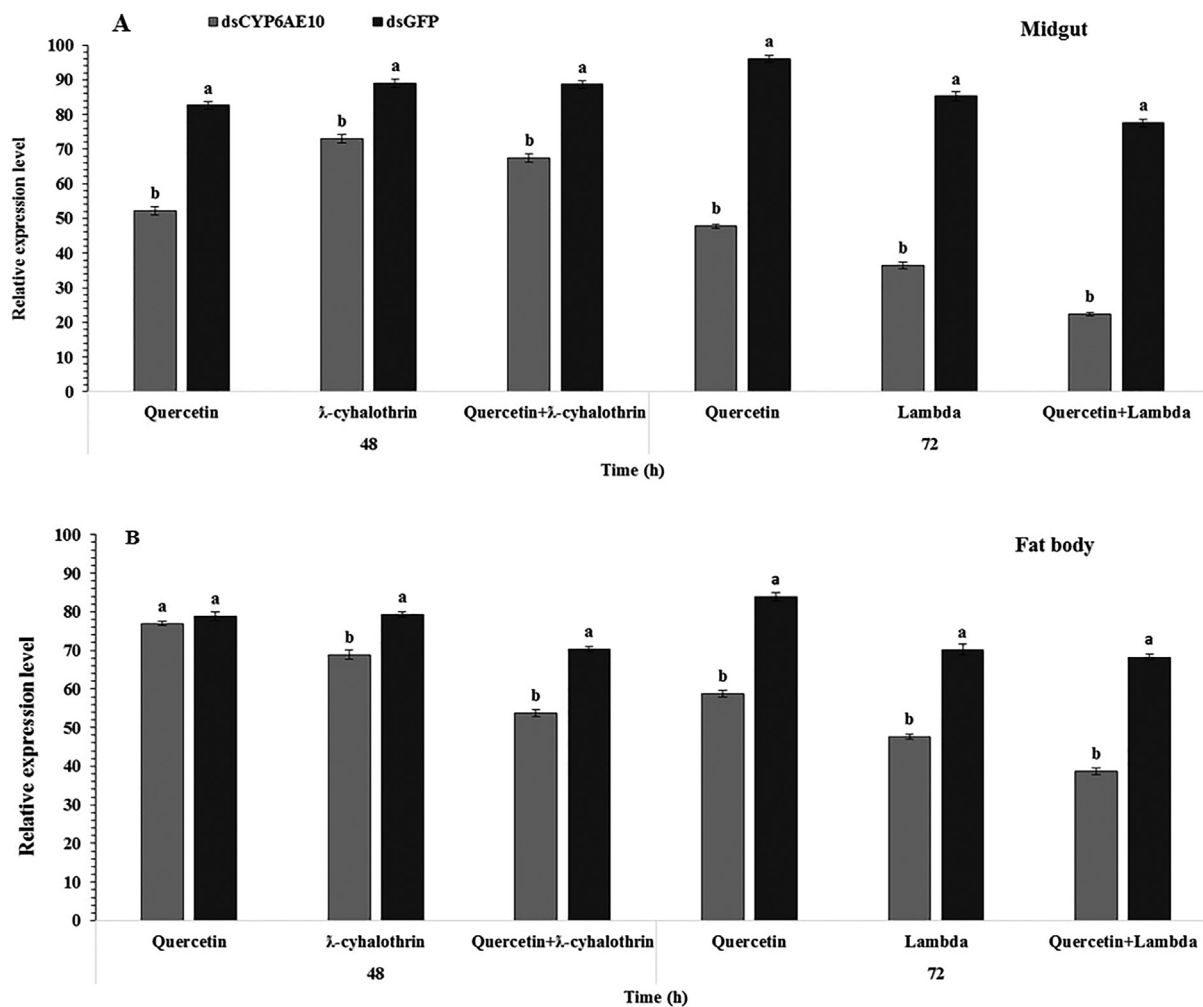 A
dsCYP6AE10 dsGFP
Midgut
Relative expression level
100
90
80
70
60
50
40
30
20
10
0
b a b a b a b a b a b a
Quercetin λ-cyhalothrin Quercetin+λ-cyhalothrin Quercetin Lambda Quercetin+Lambda
48 72
Time (h)
B
Fat body
Relative expression level
100
90
80
70
60
50
40
30
20
10
0
a a b a b a b a b a b a
Quercetin λ-cyhalothrin Quercetin+λ-cyhalothrin Quercetin Lambda Quercetin+Lambda
48 72
Time (h)